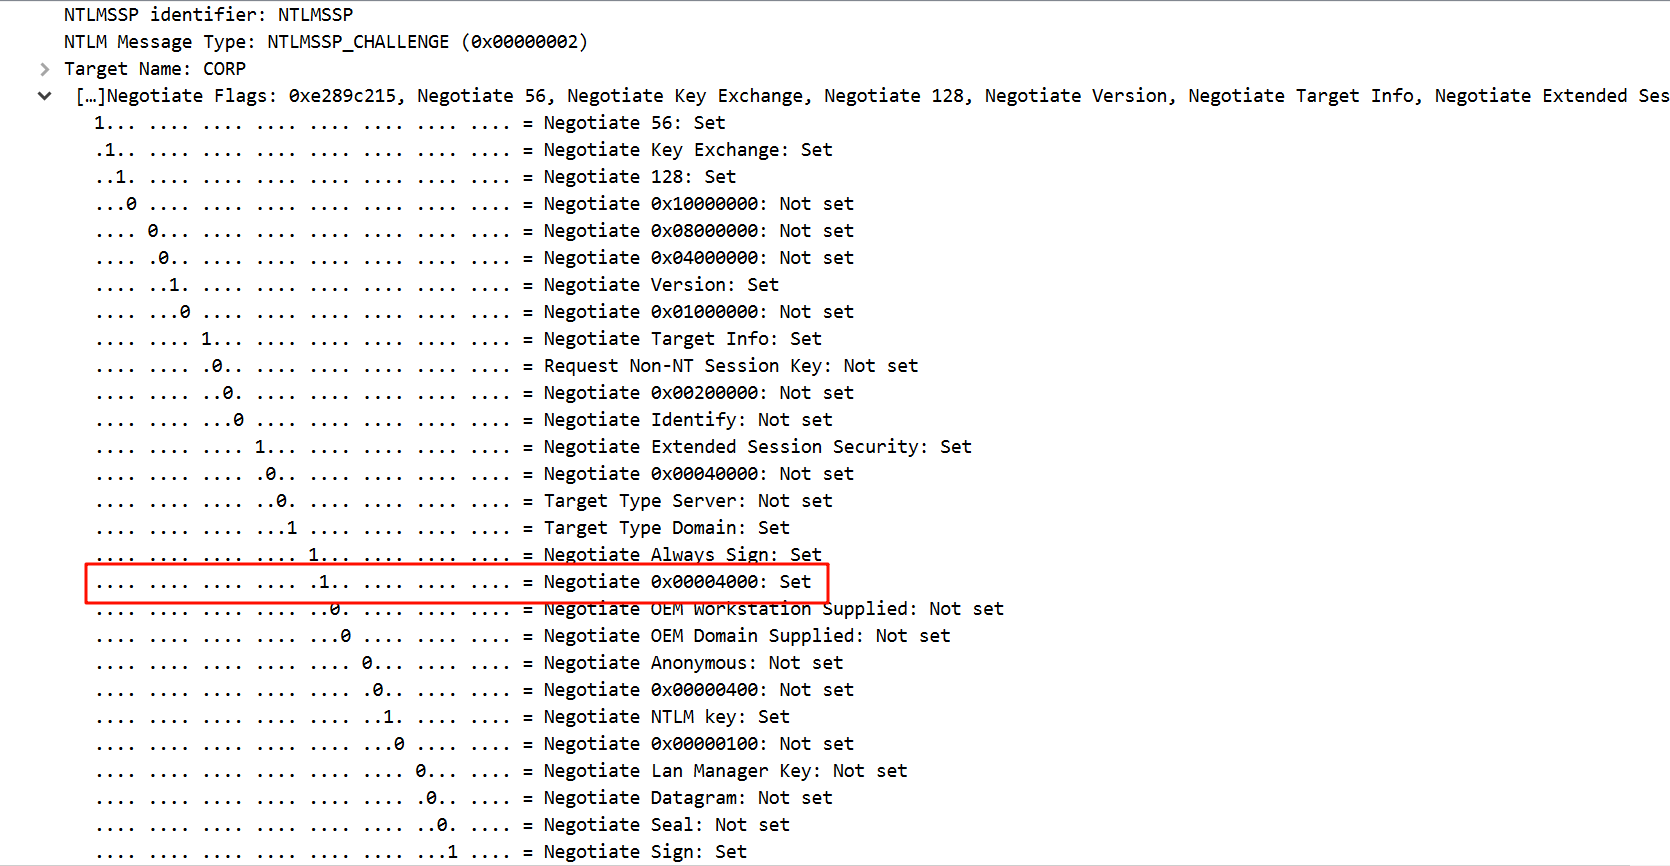 NTLMSSP identifier: NTLMSSP
NTLM Message Type: NTLMSSP_CHALLENGE (0x00000002)
Target Name: CORP
[…]Negotiate Flags: 0xe289c215, Negotiate 56, Negotiate Key Exchange, Negotiate 128, Negotiate Version, Negotiate Target Info, Negotiate Extended Ses
1... .... .... .... .... .... .... .... = Negotiate 56: Set
.1.. .... .... .... .... .... .... .... = Negotiate Key Exchange: Set
..1. .... .... .... .... .... .... .... = Negotiate 128: Set
...0 .... .... .... .... .... .... .... = Negotiate 0x10000000: Not set
.... 0... .... .... .... .... .... .... = Negotiate 0x08000000: Not set
.... .0.. .... .... .... .... .... .... = Negotiate 0x04000000: Not set
.... ..1. .... .... .... .... .... .... = Negotiate Version: Set
.... ...0 .... .... .... .... .... .... = Negotiate 0x01000000: Not set
.... .... 1... .... .... .... .... .... = Negotiate Target Info: Set
.... .... .0.. .... .... .... .... .... = Request Non-NT Session Key: Not set
.... .... ..0. .... .... .... .... .... = Negotiate 0x00200000: Not set
.... .... ...0 .... .... .... .... .... = Negotiate Identify: Not set
.... .... .... 1... .... .... .... .... = Negotiate Extended Session Security: Set
.... .... .... .0.. .... .... .... .... = Negotiate 0x00040000: Not set
.... .... .... ..0. .... .... .... .... = Target Type Server: Not set
.... .... .... ...1 .... .... .... .... = Target Type Domain: Set
.... .... .... .... 1... .... .... .... = Negotiate Always Sign: Set
.... .... .... .... .1.. .... .... .... = Negotiate 0x00004000: Set
.... .... .... .... ..0. .... .... .... = Negotiate OEM Workstation Supplied: Not set
.... .... .... .... ...0 .... .... .... = Negotiate OEM Domain Supplied: Not set
.... .... .... .... .... 0... .... .... = Negotiate Anonymous: Not set
.... .... .... .... .... .0.. .... .... = Negotiate 0x00000400: Not set
.... .... .... .... .... ..1. .... .... = Negotiate NTLM key: Set
.... .... .... .... .... ...0 .... .... = Negotiate 0x00000100: Not set
.... .... .... .... .... .... 0... .... = Negotiate Lan Manager Key: Not set
.... .... .... .... .... .... .0.. .... = Negotiate Datagram: Not set
.... .... .... .... .... .... ..0. .... = Negotiate Seal: Not set
.... .... .... .... .... .... ...1 .... = Negotiate Sign: Set